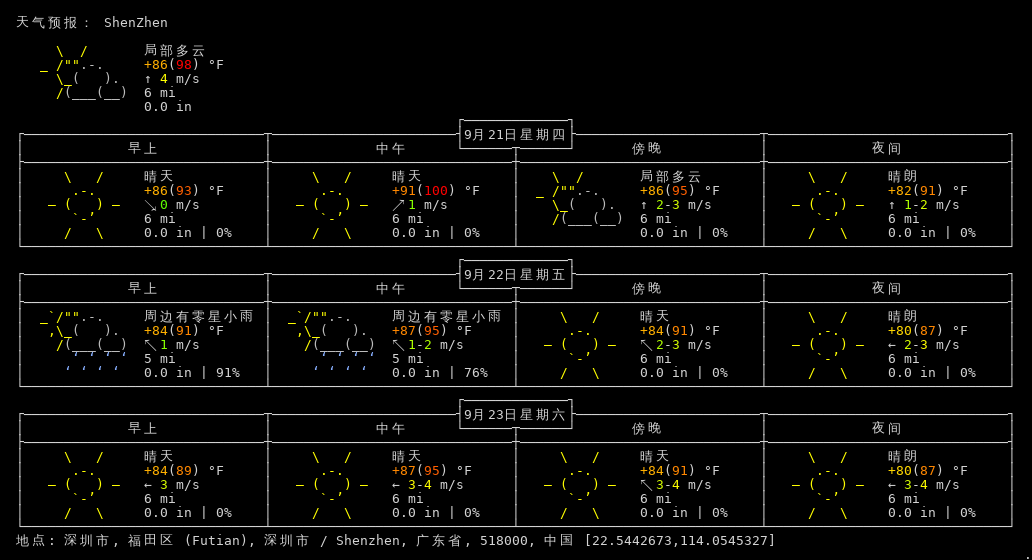 天气预报： ShenZhen
局部多云
+86(98) °F
↑ 4 m/s
6 mi
0.0 in
9月21日星期四
早上 中午 傍晚 夜间
晴天 晴天 局部多云 晴朗
+86(93) °F +91(100) °F +86(95) °F +82(91) °F
↘ 0 m/s ↗ 1 m/s ↑ 2-3 m/s ↑ 1-2 m/s
6 mi 6 mi 6 mi 6 mi
0.0 in | 0% 0.0 in | 0% 0.0 in | 0% 0.0 in | 0%
9月22日星期五
早上 中午 傍晚 夜间
周边有零星小雨 周边有零星小雨 晴天 晴朗
+84(91) °F +87(95) °F +84(91) °F +80(87) °F
↖ 1 m/s ↖ 1-2 m/s ↖ 2-3 m/s ← 2-3 m/s
5 mi 5 mi 6 mi 6 mi
0.0 in | 91% 0.0 in | 76% 0.0 in | 0% 0.0 in | 0%
9月23日星期六
早上 中午 傍晚 夜间
晴天 晴天 晴天 晴朗
+84(89) °F +87(95) °F +84(91) °F +80(87) °F
← 3 m/s ← 3-4 m/s ↖ 3-4 m/s ← 3-4 m/s
6 mi 6 mi 6 mi 6 mi
0.0 in | 0% 0.0 in | 0% 0.0 in | 0% 0.0 in | 0%
地点: 深圳市, 福田区 (Futian), 深圳市 / Shenzhen, 广东省, 518000, 中国 [22.5442673,114.0545327]